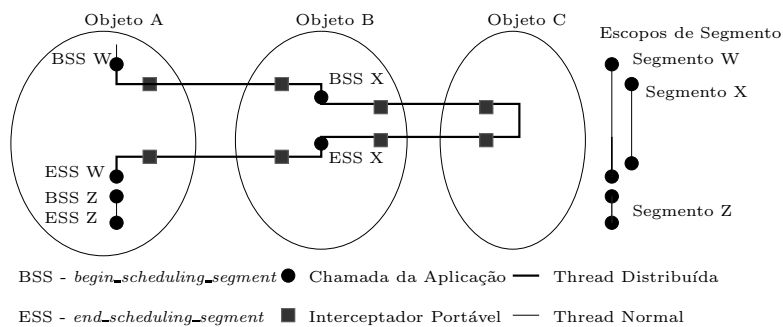 Objeto A
Objeto B
Objeto C
Escopos de Segmento
BSS W
BSS X
Segmento W
Segmento X
ESS W
ESS X
BSS Z
ESS Z
Segmento Z
BSS - begin_scheduling_segment
Chamada da Aplicação
Thread Distribuída
ESS - end_scheduling_segment
Interceptador Portável
Thread Normal